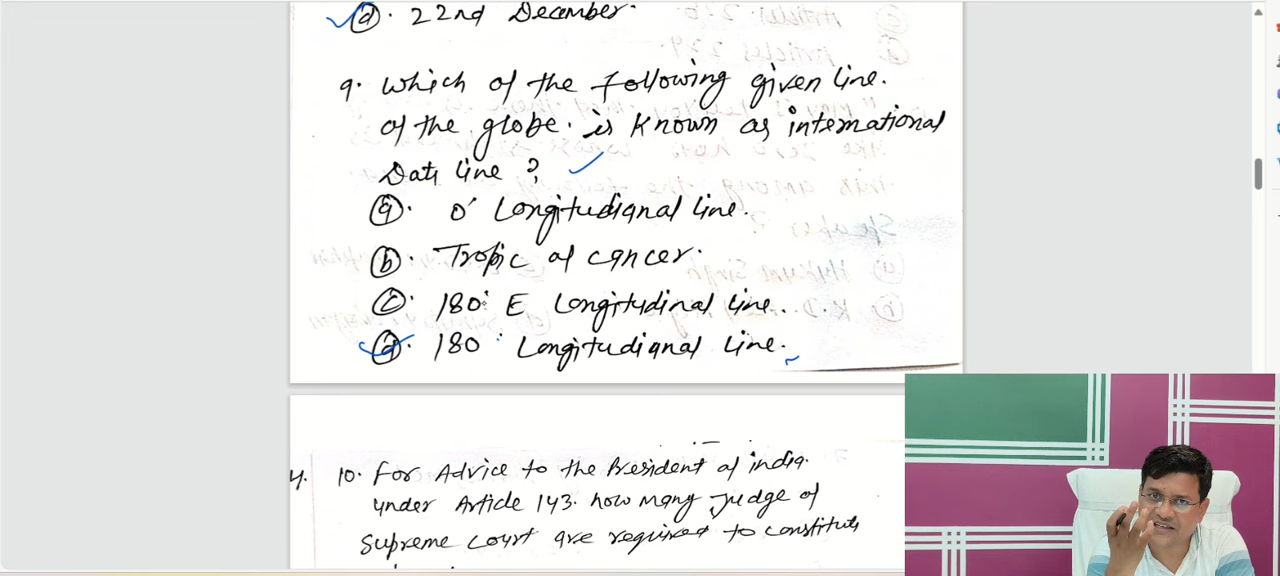 (d). 22nd December.
9. Which of the following given line.
of the globe. is known as international
Date line ?
(a). 0° Longitudianal line.
(b). Tropic of cancer.
(c). 180° E Longitudinal line.
(d). 180° Longitudianal line.
10. For Advice to the President of india.
under Article 143. how many judge of
Supreme court are required to constitute